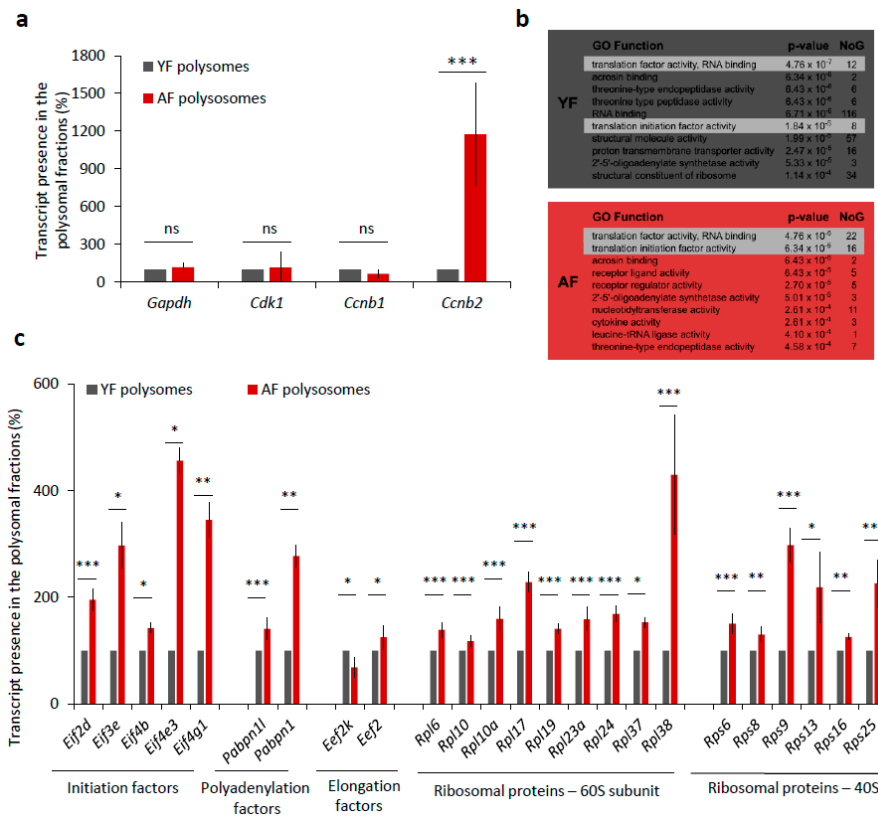 a
Transcript presence in the
polysomal fractions (%)
1800
1500
1200
900
600
300
0
YF polysomes
AF polysosomes
ns
ns
ns
***
Gapdh
Cdk1
Ccnb1
Ccnb2
b
YF
GO Function p-value NoG
translation factor activity, RNA binding 4.76 x 10⁻⁷ 12
acrosin binding 6.34 x 10⁻⁶ 2
threonine-type endopeptidase activity 6.43 x 10⁻⁶ 6
threonine type peptidase activity 6.43 x 10⁻⁶ 6
RNA binding 6.71 x 10⁻⁶ 116
translation initiation factor activity 1.84 x 10⁻⁵ 8
structural molecule activity 1.99 x 10⁻⁵ 57
proton transmembrane transporter activity 2.47 x 10⁻⁵ 16
2'-5'-oligoadenylate synthetase activity 5.33 x 10⁻⁵ 3
structural constituent of ribosome 1.14 x 10⁻⁴ 34
AF
GO Function p-value NoG
translation factor activity, RNA binding 4.76 x 10⁻⁶ 22
translation initiation factor activity 6.34 x 10⁻⁶ 16
acrosin binding 6.43 x 10⁻⁶ 2
receptor ligand activity 6.43 x 10⁻⁵ 5
receptor regulator activity 2.70 x 10⁻⁵ 5
2'-5'-oligoadenylate synthetase activity 5.01 x 10⁻⁵ 3
nucleotidyltransferase activity 2.61 x 10⁻⁴ 11
cytokine activity 2.61 x 10⁻⁴ 3
leucine-tRNA ligase activity 4.10 x 10⁻⁴ 1
threonine-type endopeptidase activity 4.58 x 10⁻⁴ 7
c
Transcript presence in the polysomal fractions (%)
600
400
200
0
YF polysomes
AF polysosomes
***
*
*
*
**
***
**
*
*
***
***
***
***
***
***
***
*
***
***
**
***
*
**
**
Eif2d
Eif3e
Eif4b
Eif4e3
Eif4g1
Pabpn1l
Pabpn1
Eef2k
Eef2
Rpl6
Rpl10
Rpl10a
Rpl17
Rpl19
Rpl23a
Rpl24
Rpl37
Rpl38
Rps6
Rps8
Rps9
Rps13
Rps16
Rps25
Initiation factors
Polyadenylation
factors
Elongation
factors
Ribosomal proteins – 60S subunit
Ribosomal proteins – 40S